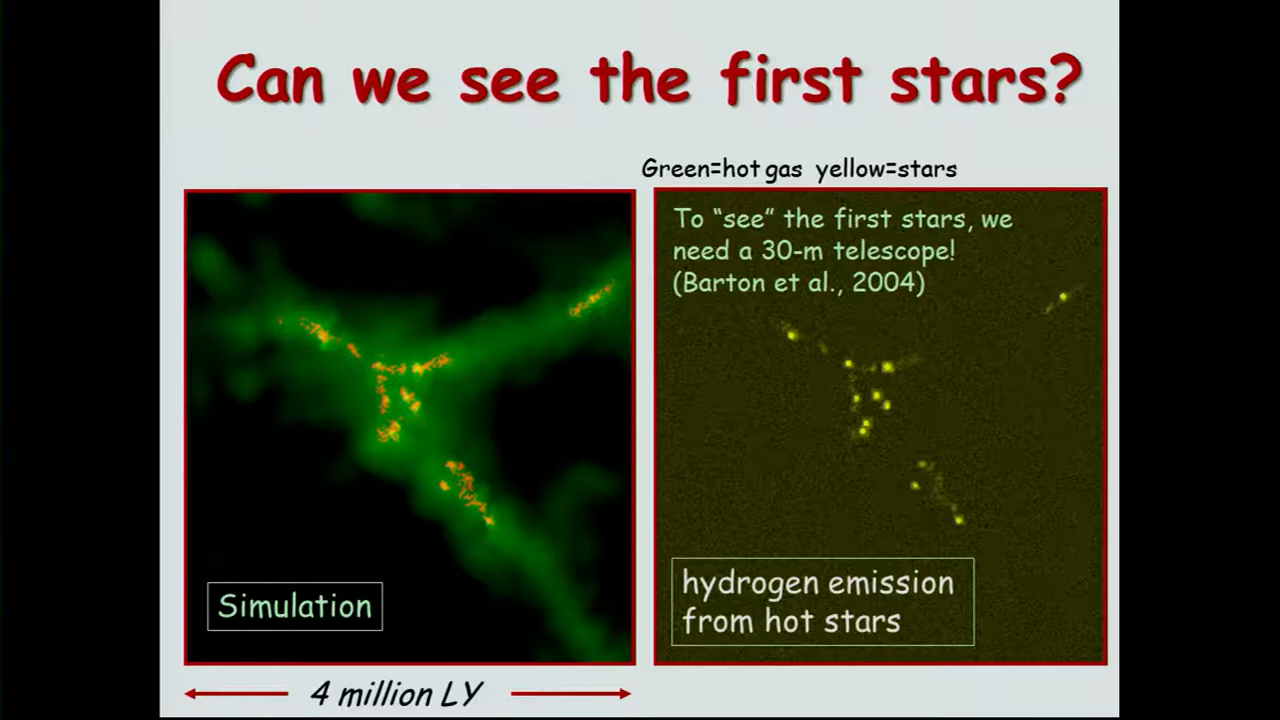 Can we see the first stars?
Green=hot gas yellow=stars
To “see” the first stars, we
need a 30-m telescope!
(Barton et al., 2004)
Simulation
hydrogen emission
from hot stars
4 million LY